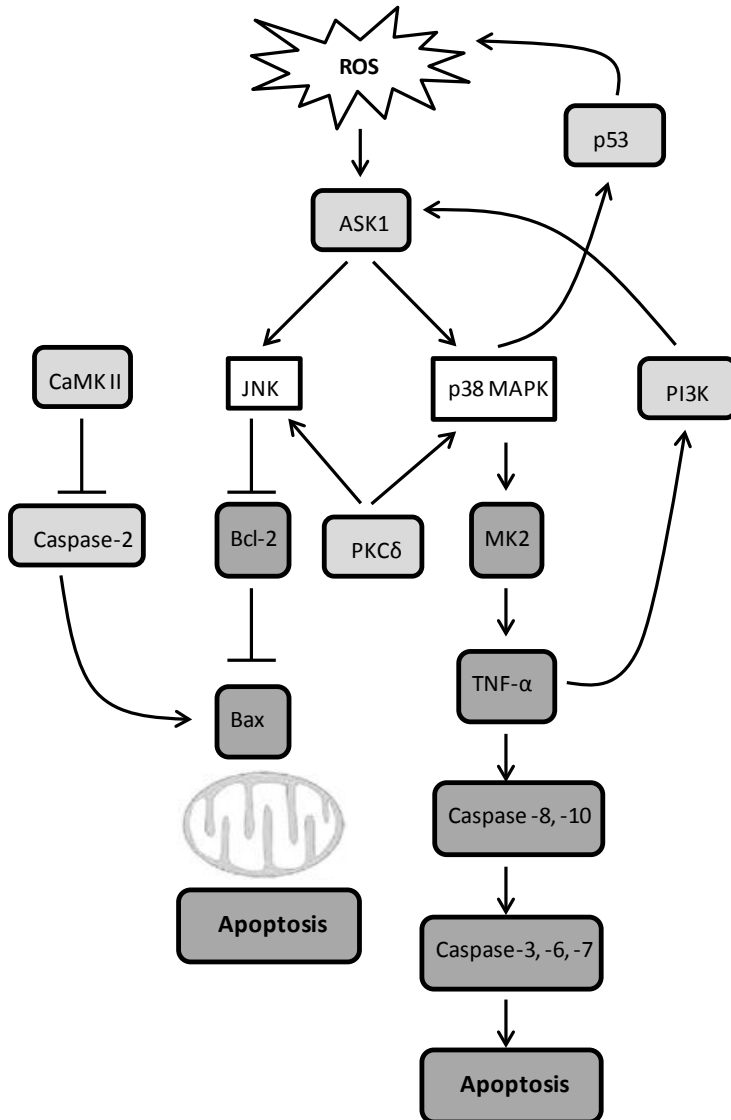 ROS
p53
ASK1
CaMK II
JNK
p38 MAPK
PI3K
Caspase-2
Bcl-2
PKCδ
MK2
Bax
TNF-α
Caspase -8, -10
Apoptosis
Caspase-3, -6, -7
Apoptosis